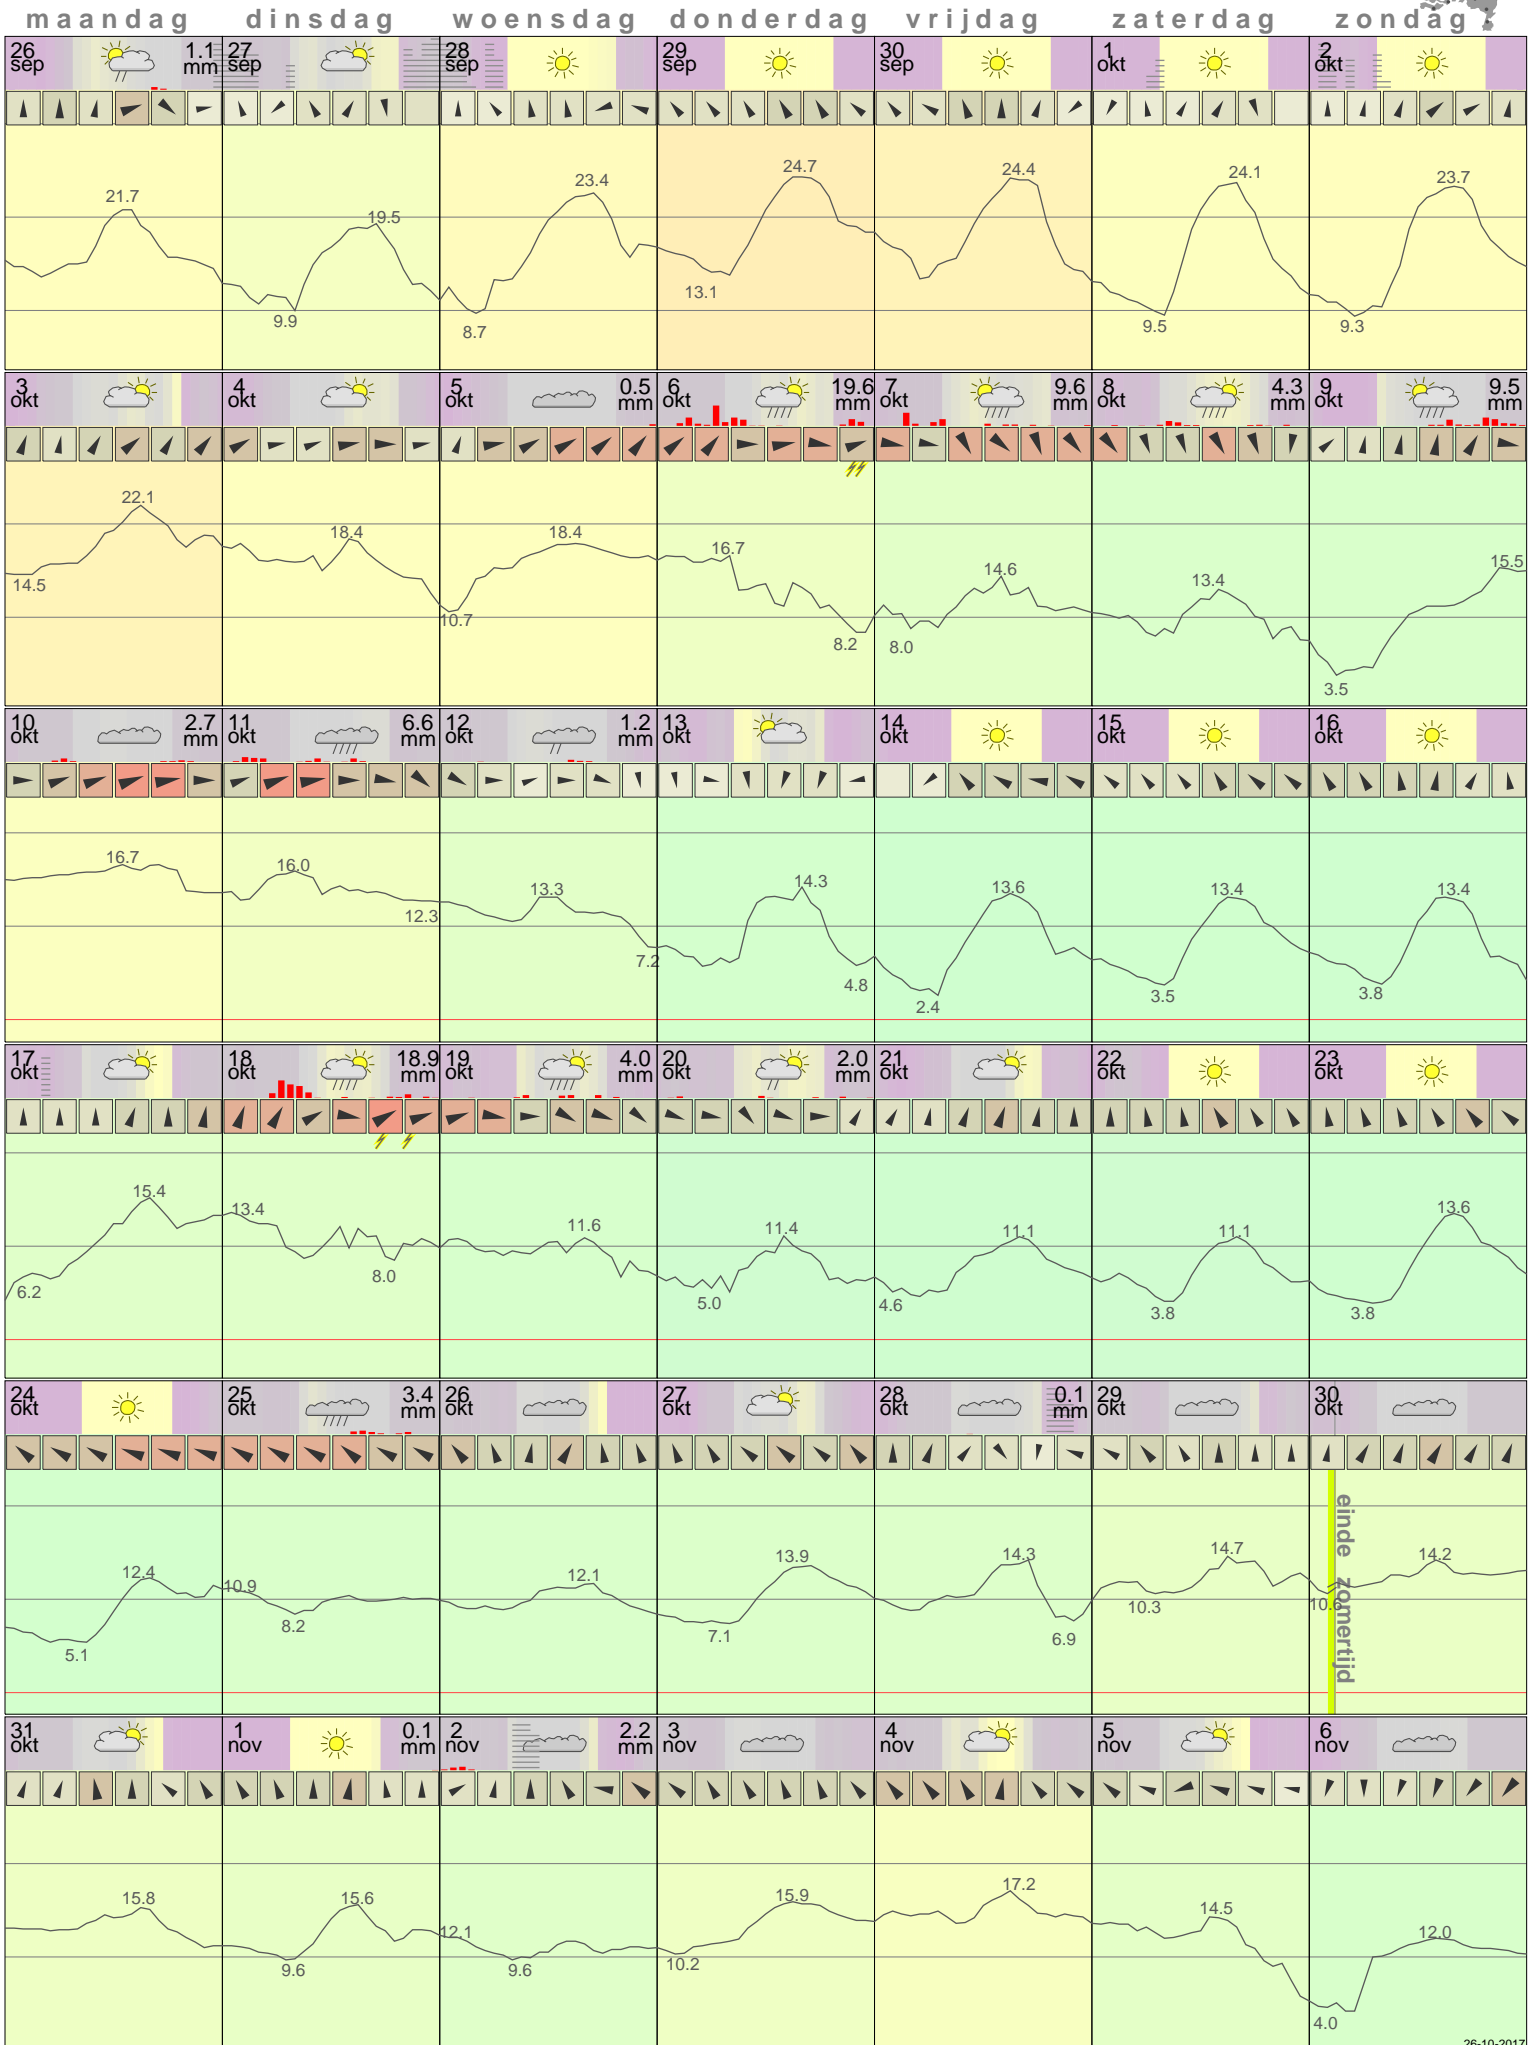 maandag dinsdag woensdag donderdag vrijdag zaterdag zondag
26 sep 1.1 mm 27 sep 28 sep 29 sep 30 sep 1 okt 2 okt
21.7 19.5 23.4 24.7 24.4 24.1 23.7
9.9 8.7 13.1 9.5 9.3
3 okt 4 okt 5 okt 0.5 mm 6 okt 19.6 mm 7 okt 9.6 mm 8 okt 4.3 mm 9 okt 9.5 mm
22.1 18.4 18.4 16.7 14.6 13.4 15.5
14.5 10.7 8.2 8.0 3.5
10 okt 2.7 mm 11 okt 6.6 mm 12 okt 1.2 mm 13 okt 14 okt 15 okt 16 okt
16.7 16.0 13.3 14.3 13.6 13.4 13.4
12.3 7.2 4.8 2.4 3.5 3.8
17 okt 18 okt 18.9 mm 19 okt 4.0 mm 20 okt 2.0 mm 21 okt 22 okt 23 okt
15.4 13.4 11.6 11.4 11.1 11.1 13.6
6.2 8.0 5.0 4.6 3.8 3.8
24 okt 25 okt 3.4 mm 26 okt 27 okt 28 okt 0.1 mm 29 okt 30 okt
12.4 10.9 12.1 13.9 14.3 14.7 14.2
5.1 8.2 7.1 6.9 10.3 10.6
einde zomertijd
31 okt 1 nov 0.1 mm 2 nov 2.2 mm 3 nov 4 nov 5 nov 6 nov
15.8 15.6 12.1 15.9 17.2 14.5 12.0
9.6 9.6 10.2 4.0
26-10-2017